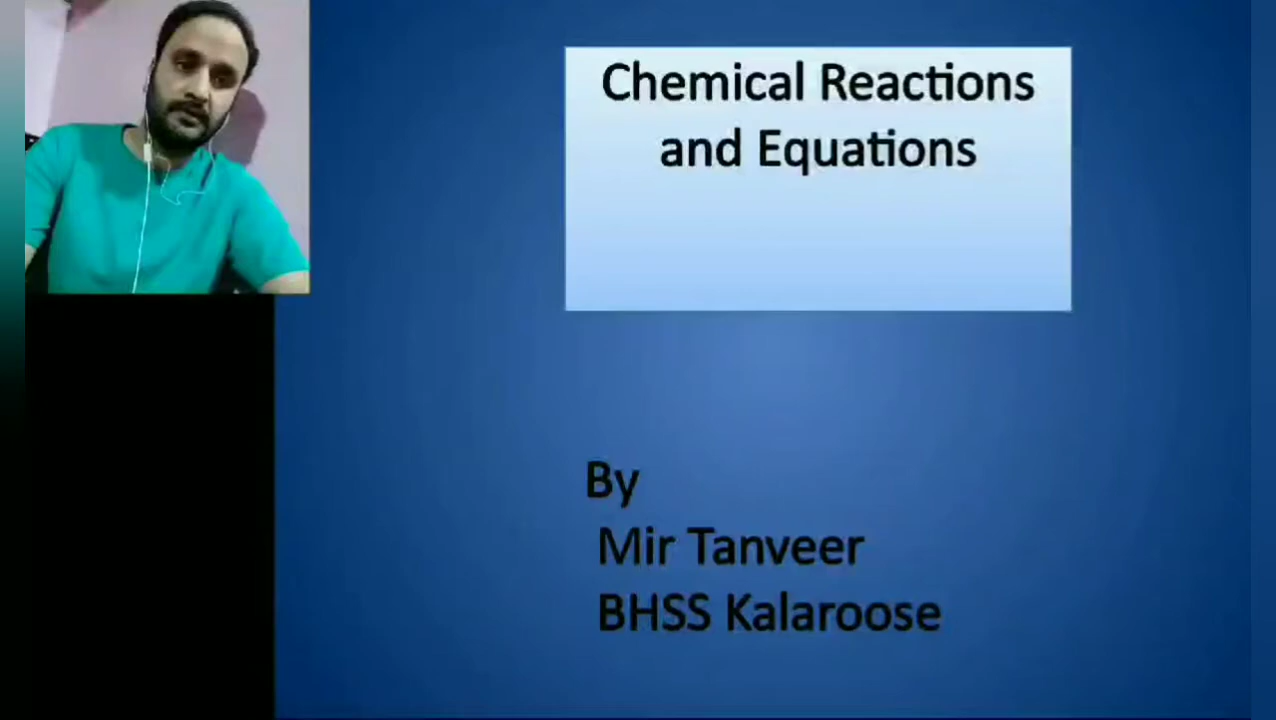 Chemical Reactions
and Equations
By
Mir Tanveer
BHSS Kalaroose